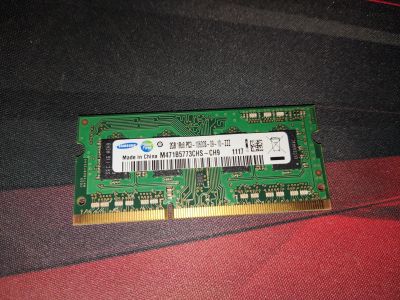 SAMSUNG
2GB 1Rx8 PC3 - 10600S - 09 - 10 - ZZZ
Made in China M471B5773CHS - CH9 1117